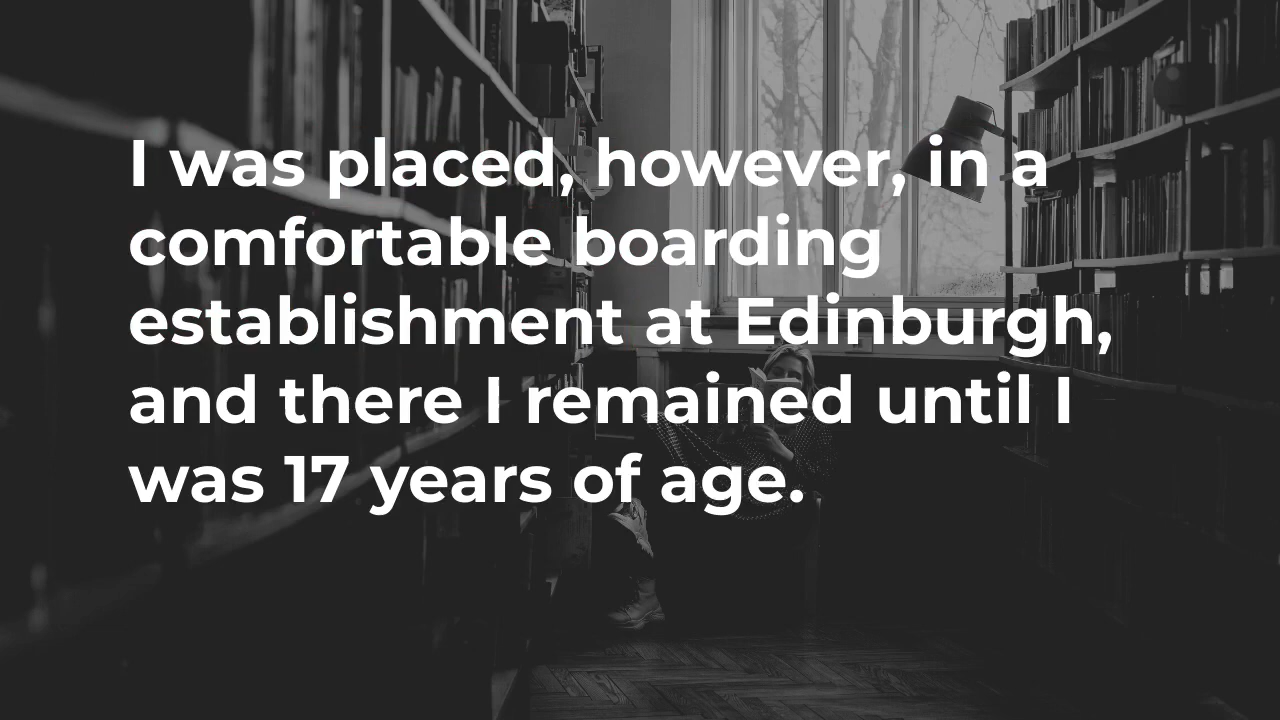 I was placed, however, in a
comfortable boarding
establishment at Edinburgh,
and there I remained until I
was 17 years of age.